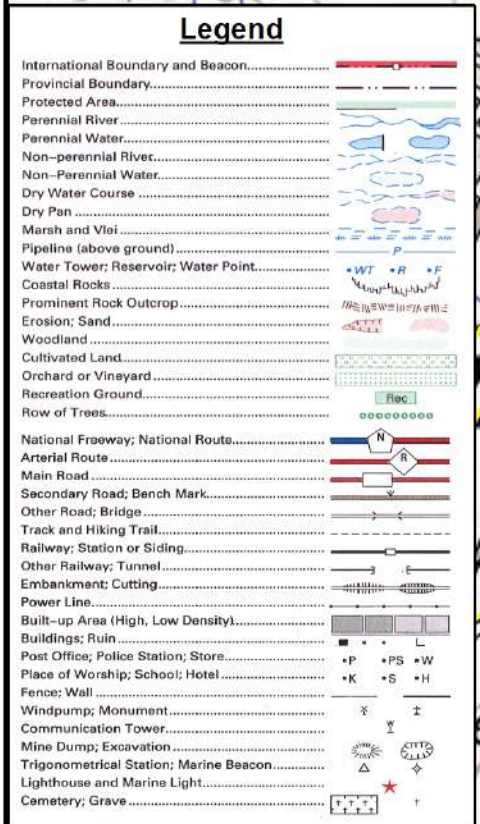 Legend
International Boundary and Beacon
Provincial Boundary
Protected Area
Perennial River
Perennial Water
Non-perennial River
Non-Perennial Water
Dry Water Course
Dry Pan
Marsh and Vlei
Pipeline (above ground) P
Water Tower; Reservoir; Water Point •WT •R •F
Coastal Rocks
Prominent Rock Outcrop
Erosion; Sand
Woodland
Cultivated Land
Orchard or Vineyard
Recreation Ground Rec
Row of Trees
National Freeway; National Route N
Arterial Route R
Main Road
Secondary Road; Bench Mark
Other Road; Bridge
Track and Hiking Trail
Railway; Station or Siding
Other Railway; Tunnel
Embankment; Cutting
Power Line
Built-up Area (High, Low Density)
Buildings; Ruin
Post Office; Police Station; Store •P •PS •W
Place of Worship; School; Hotel •K •S •H
Fence; Wall
Windpump; Monument
Communication Tower
Mine Dump; Excavation
Trigonometrical Station; Marine Beacon
Lighthouse and Marine Light
Cemetery; Grave